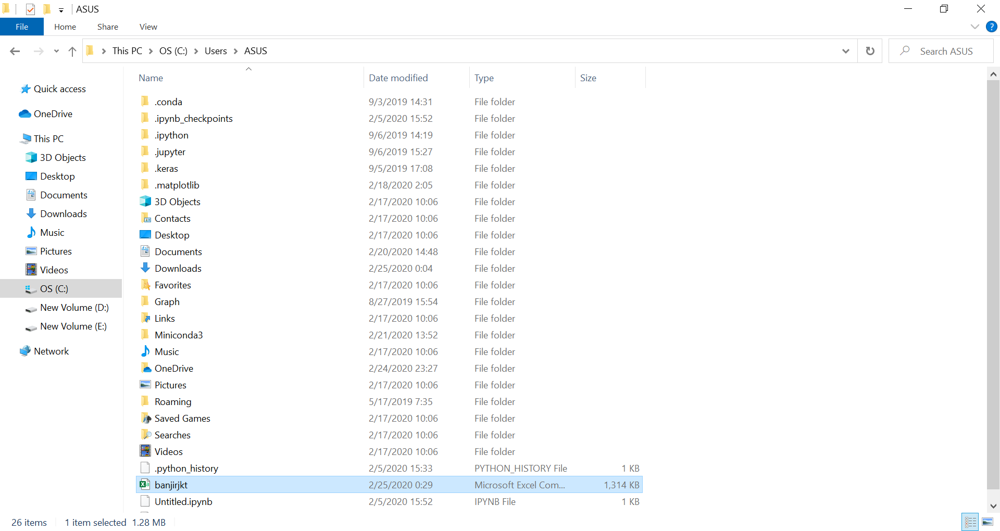 ASUS
File Home Share View
This PC OS (C:) Users ASUS
Search ASUS
Name Date modified Type Size
Quick access
OneDrive
This PC
3D Objects
Desktop
Documents
Downloads
Music
Pictures
Videos
OS (C:)
New Volume (D:)
New Volume (E:)
Network
.conda 9/3/2019 14:31 File folder
.ipynb_checkpoints 2/5/2020 15:52 File folder
.ipython 9/6/2019 14:19 File folder
.jupyter 9/6/2019 15:27 File folder
.keras 9/5/2019 17:08 File folder
.matplotlib 2/18/2020 2:05 File folder
3D Objects 2/17/2020 10:06 File folder
Contacts 2/17/2020 10:06 File folder
Desktop 2/17/2020 10:06 File folder
Documents 2/20/2020 14:48 File folder
Downloads 2/25/2020 0:04 File folder
Favorites 2/17/2020 10:06 File folder
Graph 8/27/2019 15:54 File folder
Links 2/17/2020 10:06 File folder
Miniconda3 2/21/2020 13:52 File folder
Music 2/17/2020 10:06 File folder
OneDrive 2/24/2020 23:27 File folder
Pictures 2/17/2020 10:06 File folder
Roaming 5/17/2019 7:35 File folder
Saved Games 2/17/2020 10:06 File folder
Searches 2/17/2020 10:06 File folder
Videos 2/17/2020 10:06 File folder
.python_history 2/5/2020 15:33 PYTHON_HISTORY File 1 KB
banjirjkt 2/25/2020 0:29 Microsoft Excel Com... 1,314 KB
Untitled.ipynb 2/5/2020 15:52 IPYNB File 1 KB
26 items 1 item selected 1.28 MB